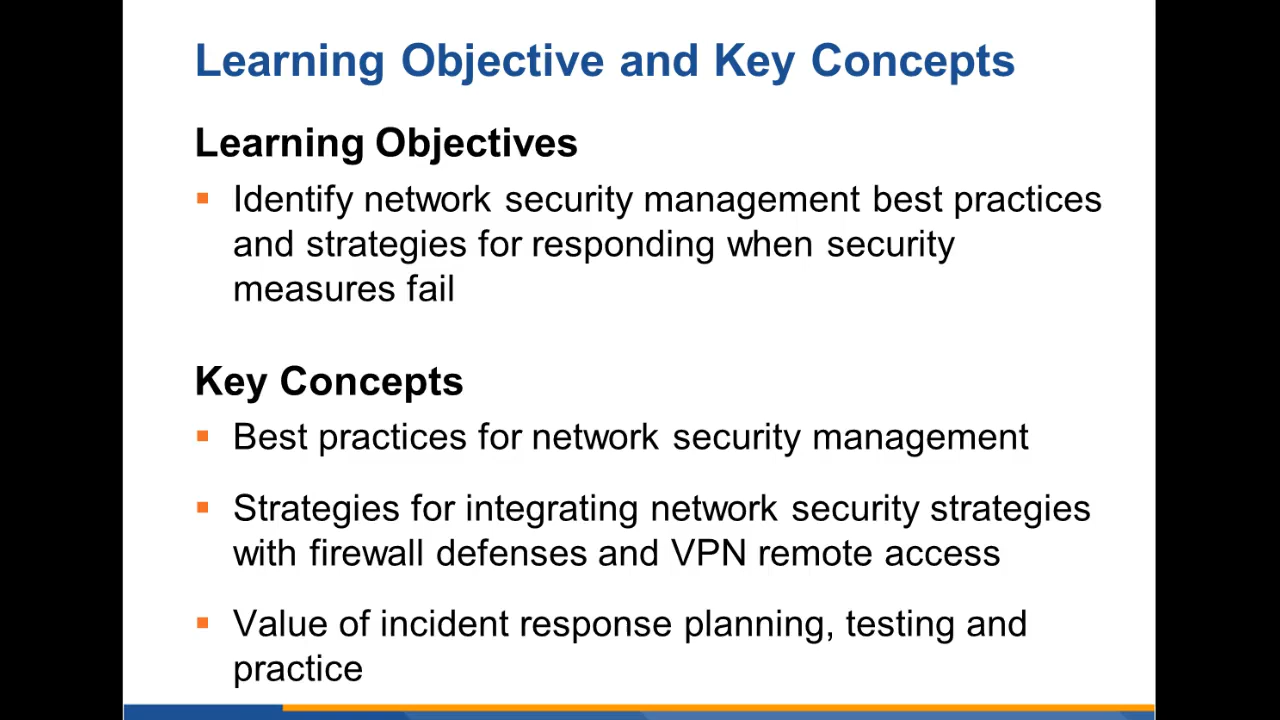 Learning Objective and Key Concepts
Learning Objectives
Identify network security management best practices
and strategies for responding when security
measures fail
Key Concepts
Best practices for network security management
Strategies for integrating network security strategies
with firewall defenses and VPN remote access
Value of incident response planning, testing and
practice